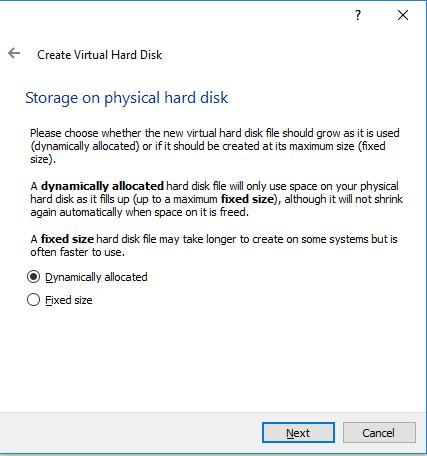 ?
Create Virtual Hard Disk
Storage on physical hard disk
Please choose whether the new virtual hard disk file should grow as it is used
(dynamically allocated) or if it should be created at its maximum size (fixed
size).
A dynamically allocated hard disk file will only use space on your physical
hard disk as it fills up (up to a maximum fixed size), although it will not shrink
again automatically when space on it is freed.
A fixed size hard disk file may take longer to create on some systems but is
often faster to use.
Dynamically allocated
Fixed size
Next
Cancel